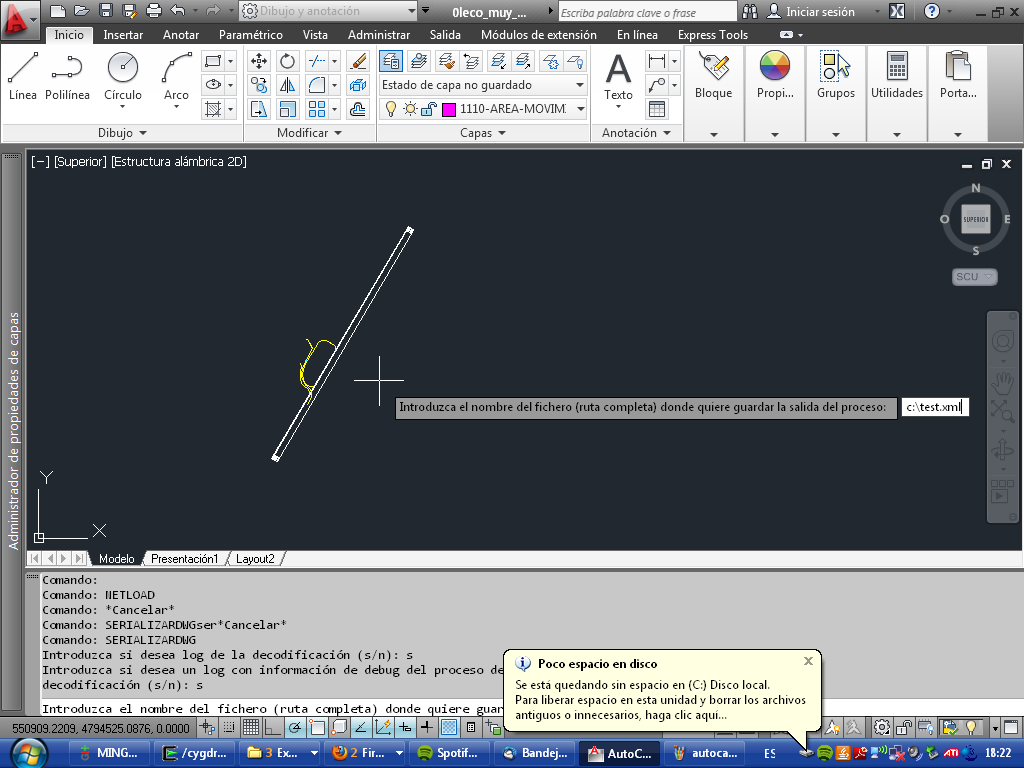 Dibujo y anotación
0leco_muy_...
Escriba palabra clave o frase
Iniciar sesión
Inicio
Insertar
Anotar
Paramétrico
Vista
Administrar
Salida
Módulos de extensión
En línea
Express Tools
Línea
Polilínea
Círculo
Arco
Estado de capa no guardado
1110-AREA-MOVIMI
Texto
Bloque
Propi...
Grupos
Utilidades
Porta...
Dibujo
Modificar
Capas
Anotación
[−] [Superior] [Estructura alámbrica 2D]
N
O
SUPERIOR
E
S
SCU
Administrador de propiedades de capas
Introduzca el nombre del fichero (ruta completa) donde quiere guardar la salida del proceso:
c:\test.xml
Y
X
Modelo
Presentación1
Layout2
Comando:
Comando: NETLOAD
Comando: *Cancelar*
Comando: SERIALIZARDWGser*Cancelar*
Comando: SERIALIZARDWG
Introduzca si desea log de la decodificación (s/n): s
Introduzca si desea un log con información de debug del proceso de
decodificación (s/n): s
Introduzca el nombre del fichero (ruta completa) donde quiere guar
Poco espacio en disco
Se está quedando sin espacio en (C:) Disco local.
Para liberar espacio en esta unidad y borrar los archivos
antiguos o innecesarios, haga clic aquí...
550909.2209, 4794525.0876, 0.0000
MING...
/cygdr...
3 Ex...
2 Fir...
Spotif...
Bandej...
AutoC...
autoca...
ES
ATI
18:22